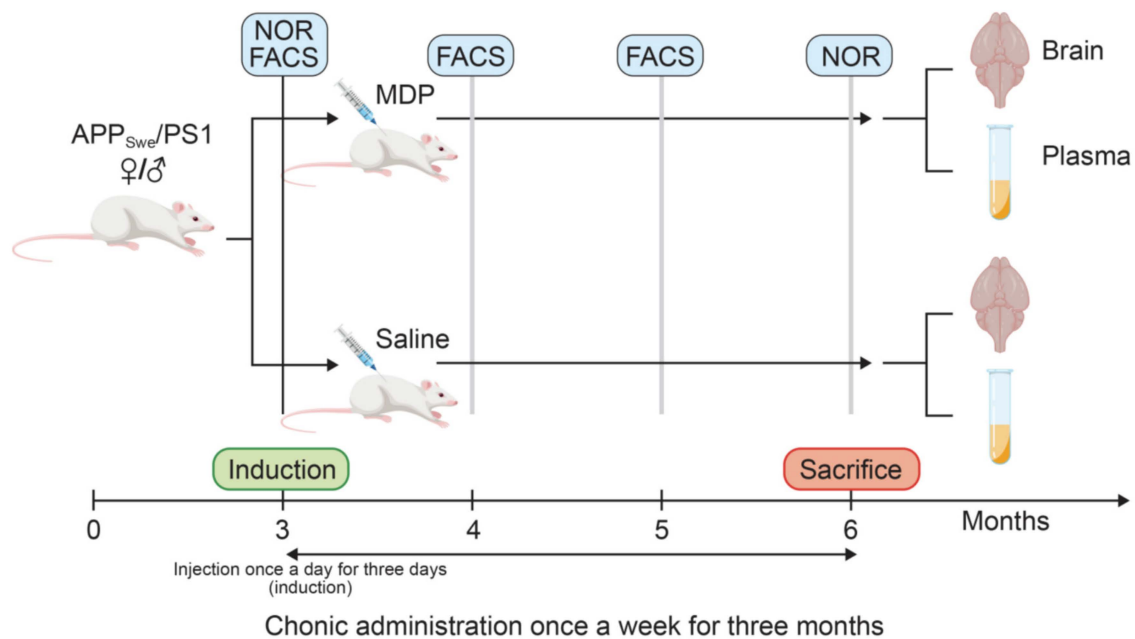 NOR
FACS
FACS
FACS
NOR
Brain
MDP
APPSwe/PS1
♀/♂
Plasma
Saline
Induction
Sacrifice
0
3
4
5
6
Months
Injection once a day for three days
(induction)
Chonic administration once a week for three months